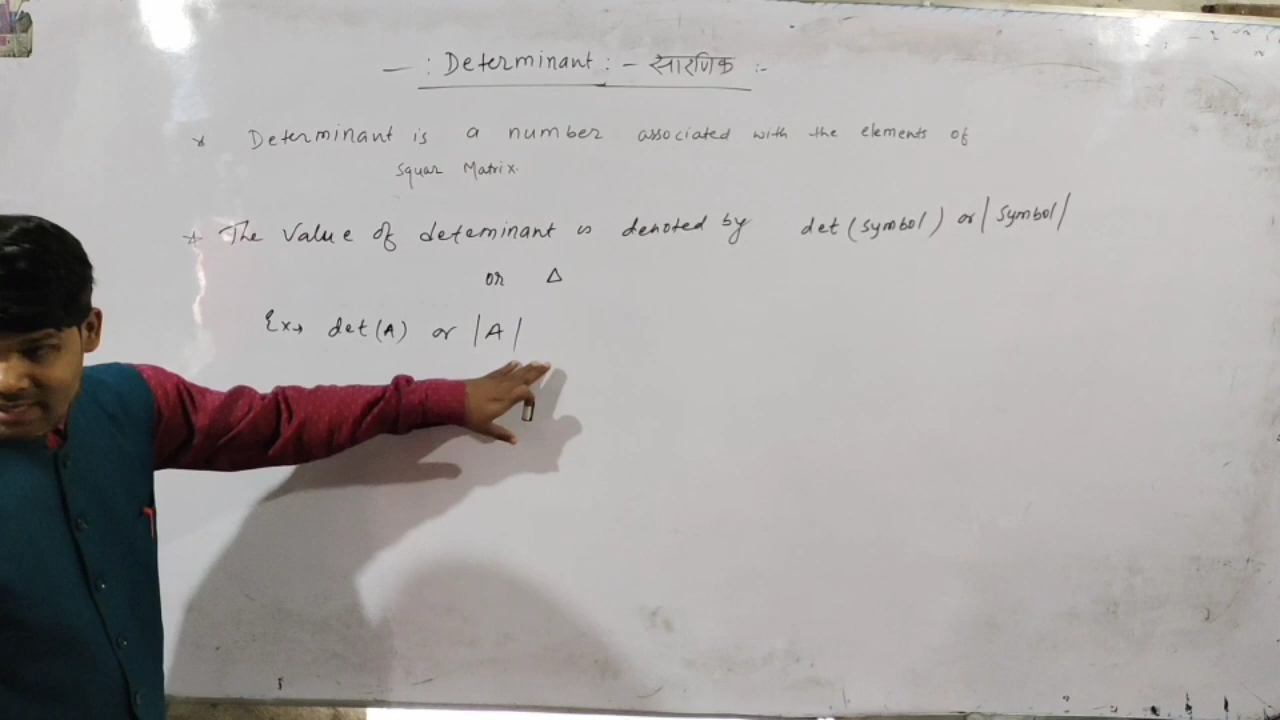 — : Determinant : - सारणिक :-
* Determinant is a number associated with the elements of
Squar Matrix.
* The Value of deteminant is denoted by det (symbol) or | Symbol |
or Δ
Ex→ det (A) or | A |